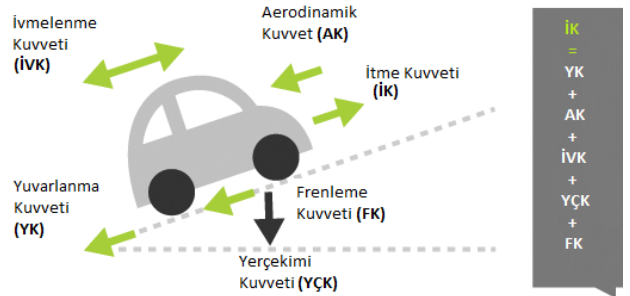 İvmelenme
Kuvveti
(İVK)
Aerodinamik
Kuvvet (AK)
İtme Kuvveti
(İK)
Yuvarlanma
Kuvveti
(YK)
Frenleme
Kuvveti (FK)
Yerçekimi
Kuvveti (YÇK)
İK
=
YK
+
AK
+
İVK
+
YÇK
+
FK